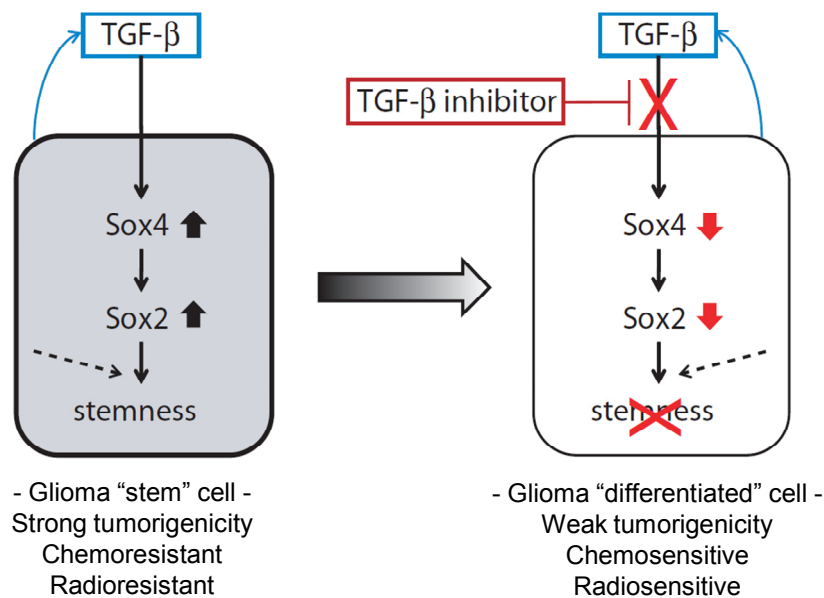 TGF-β
Sox4
Sox2
stemness
- Glioma “stem” cell -
Strong tumorigenicity
Chemoresistant
Radioresistant
TGF-β
TGF-β inhibitor
Sox4
Sox2
stemness
- Glioma “differentiated” cell -
Weak tumorigenicity
Chemosensitive
Radiosensitive